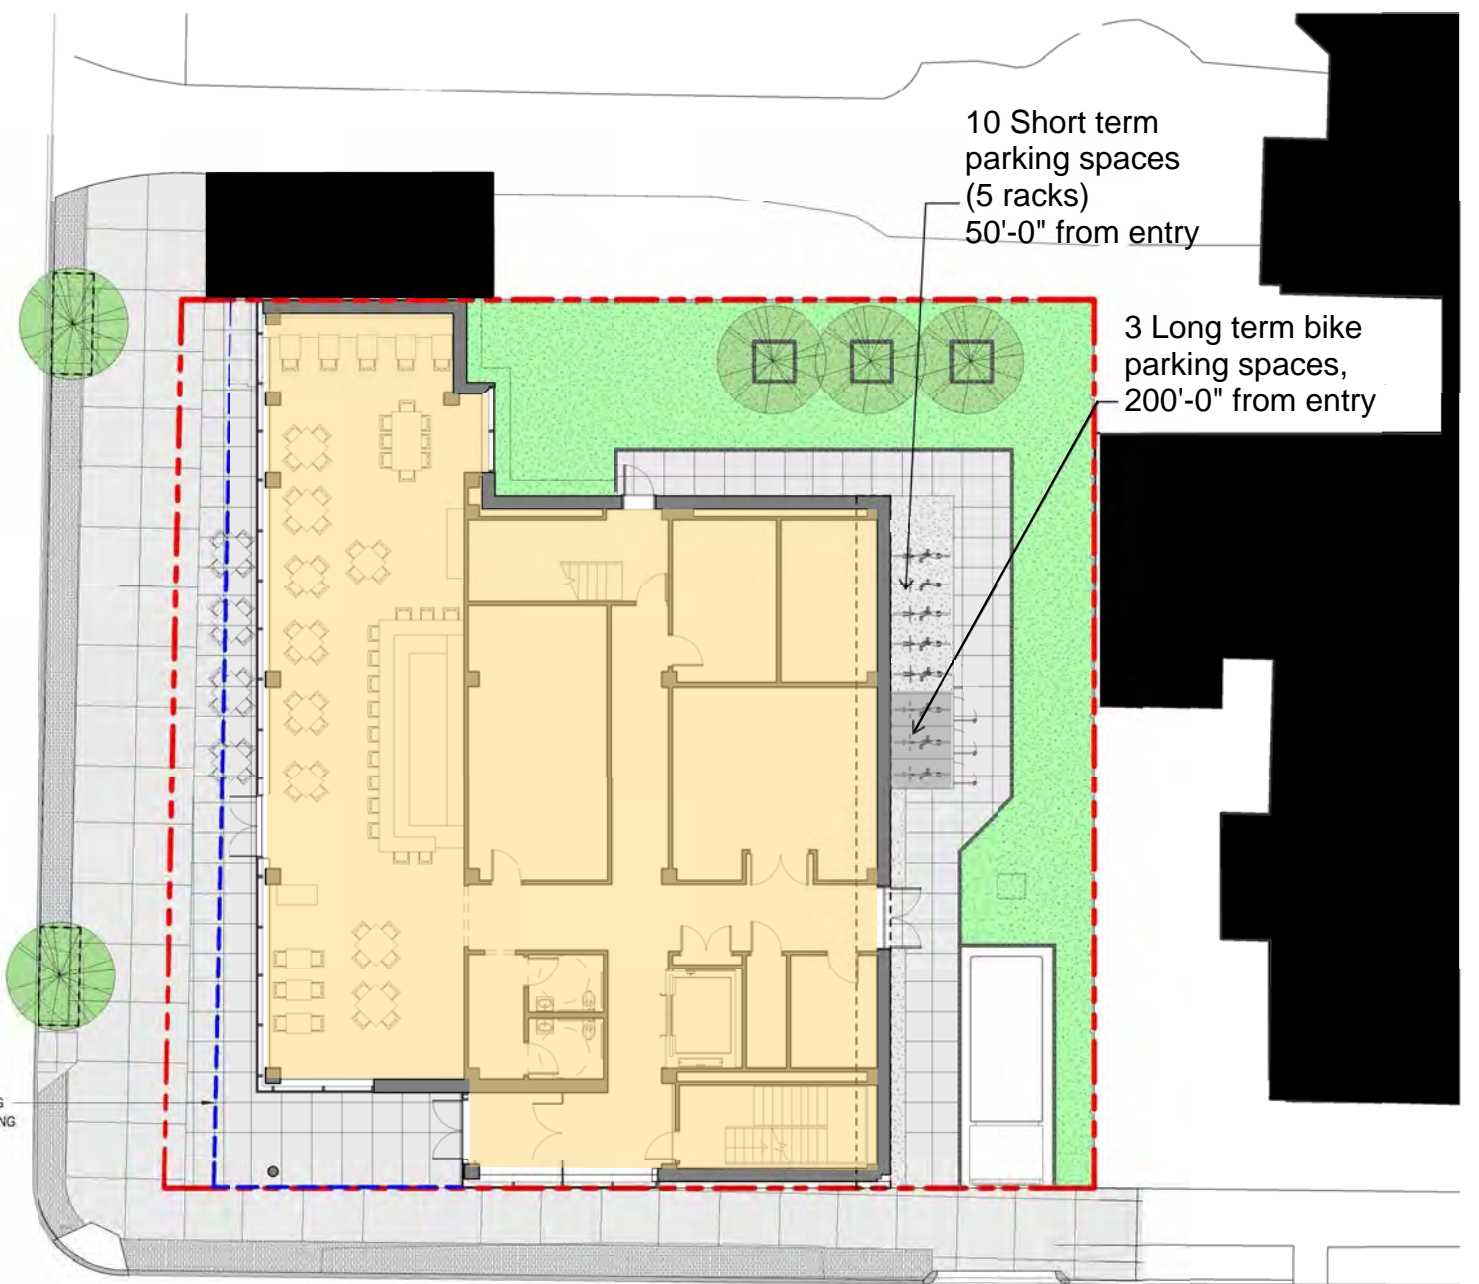 10 Short term
parking spaces
(5 racks)
50'-0" from entry
3 Long term bike
parking spaces,
200'-0" from entry